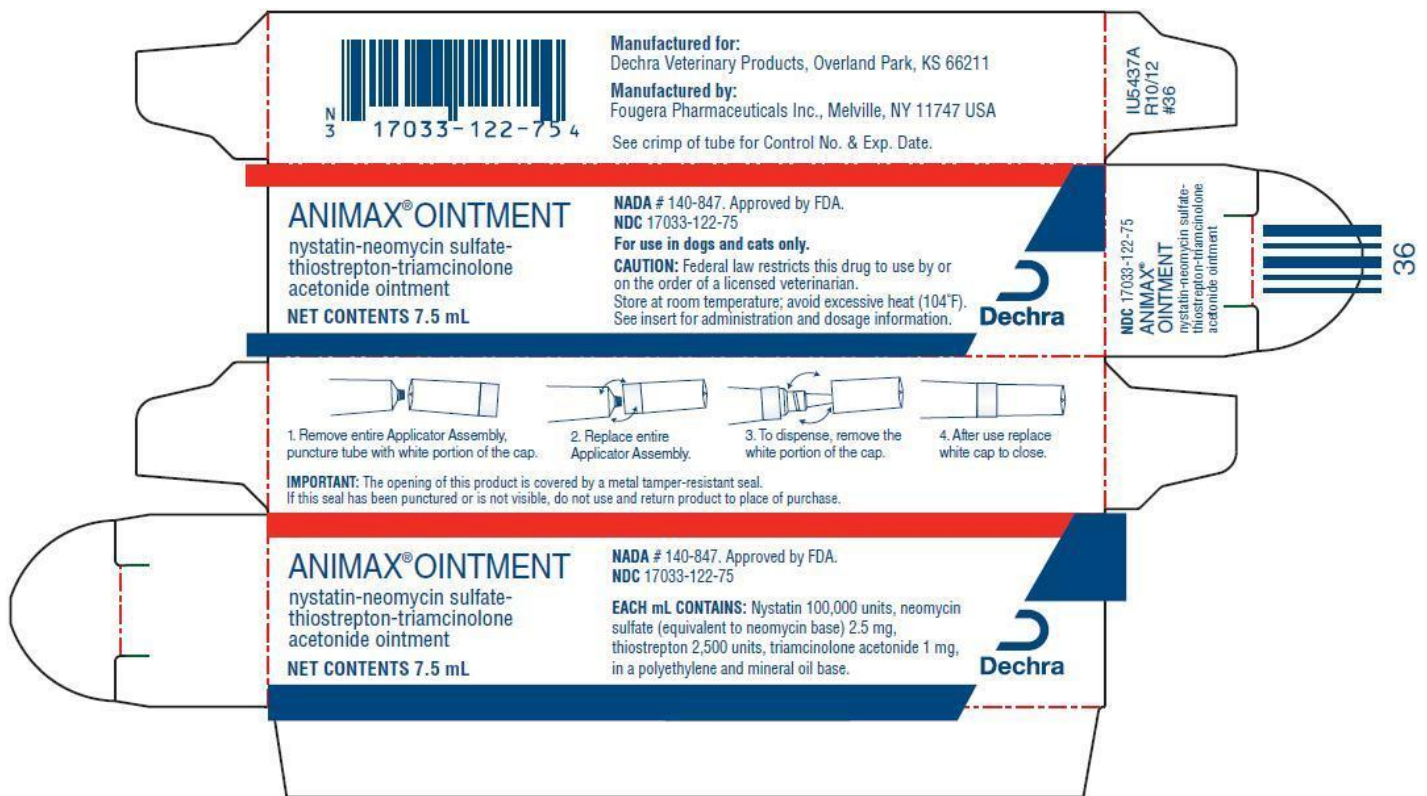 N
3
17033-122-75 4
Manufactured for:
Dechra Veterinary Products, Overland Park, KS 66211
Manufactured by:
Fougera Pharmaceuticals Inc., Melville, NY 11747 USA
See crimp of tube for Control No. & Exp. Date.
IU5437A
R10/12
#36
ANIMAX® OINTMENT
nystatin-neomycin sulfate-
thiostrepton-triamcinolone
acetonide ointment
NET CONTENTS 7.5 mL
NADA # 140-847. Approved by FDA.
NDC 17033-122-75
For use in dogs and cats only.
CAUTION: Federal law restricts this drug to use by or
on the order of a licensed veterinarian.
Store at room temperature; avoid excessive heat (104°F).
See insert for administration and dosage information.
Dechra
NDC 17033-122-75
ANIMAX®
OINTMENT
nystatin-neomycin sulfate-
thiostrepton-triamcinolone
acetonide ointment
36
1. Remove entire Applicator Assembly,
puncture tube with white portion of the cap.
2. Replace entire
Applicator Assembly.
3. To dispense, remove the
white portion of the cap.
4. After use replace
white cap to close.
IMPORTANT: The opening of this product is covered by a metal tamper-resistant seal.
If this seal has been punctured or is not visible, do not use and return product to place of purchase.
ANIMAX® OINTMENT
nystatin-neomycin sulfate-
thiostrepton-triamcinolone
acetonide ointment
NET CONTENTS 7.5 mL
NADA # 140-847. Approved by FDA.
NDC 17033-122-75
EACH mL CONTAINS: Nystatin 100,000 units, neomycin
sulfate (equivalent to neomycin base) 2.5 mg,
thiostrepton 2,500 units, triamcinolone acetonide 1 mg,
in a polyethylene and mineral oil base.
Dechra